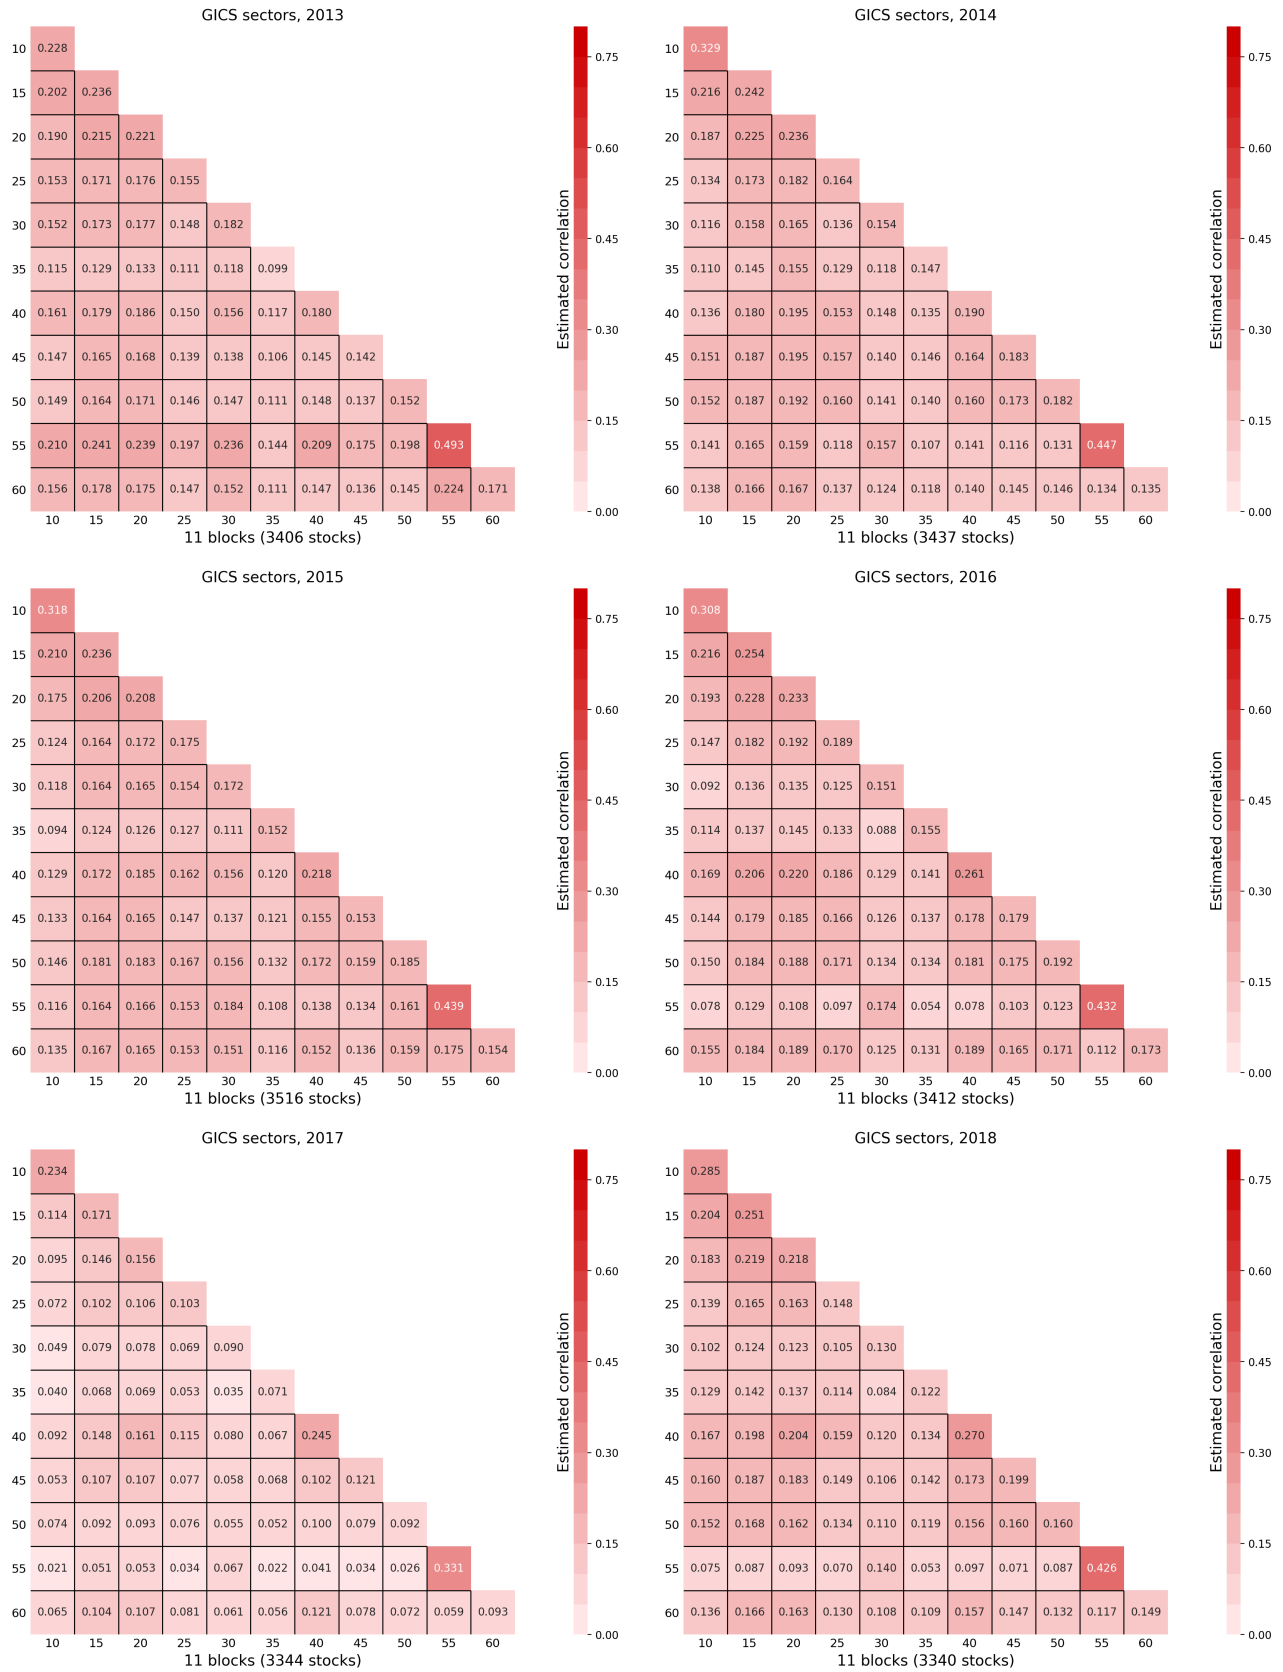 GICS sectors, 2013
10 0.228
15 0.202 0.236
20 0.190 0.215 0.221
25 0.153 0.171 0.176 0.155
30 0.152 0.173 0.177 0.148 0.182
35 0.115 0.129 0.133 0.111 0.118 0.099
40 0.161 0.179 0.186 0.150 0.156 0.117 0.180
45 0.147 0.165 0.168 0.139 0.138 0.106 0.145 0.142
50 0.149 0.164 0.171 0.146 0.147 0.111 0.148 0.137 0.152
55 0.210 0.241 0.239 0.197 0.236 0.144 0.209 0.175 0.198 0.493
60 0.156 0.178 0.175 0.147 0.152 0.111 0.147 0.136 0.145 0.224 0.171
10 15 20 25 30 35 40 45 50 55 60
11 blocks (3406 stocks)
Estimated correlation
0.75
0.60
0.45
0.30
0.15
0.00
GICS sectors, 2014
10 0.329
15 0.216 0.242
20 0.187 0.225 0.236
25 0.134 0.173 0.182 0.164
30 0.116 0.158 0.165 0.136 0.154
35 0.110 0.145 0.155 0.129 0.118 0.147
40 0.136 0.180 0.195 0.153 0.148 0.135 0.190
45 0.151 0.187 0.195 0.157 0.140 0.146 0.164 0.183
50 0.152 0.187 0.192 0.160 0.141 0.140 0.160 0.173 0.182
55 0.141 0.165 0.159 0.118 0.157 0.107 0.141 0.116 0.131 0.447
60 0.138 0.166 0.167 0.137 0.124 0.118 0.140 0.145 0.146 0.134 0.135
10 15 20 25 30 35 40 45 50 55 60
11 blocks (3437 stocks)
Estimated correlation
0.75
0.60
0.45
0.30
0.15
0.00
GICS sectors, 2015
10 0.318
15 0.210 0.236
20 0.175 0.206 0.208
25 0.124 0.164 0.172 0.175
30 0.118 0.164 0.165 0.154 0.172
35 0.094 0.124 0.126 0.127 0.111 0.152
40 0.129 0.172 0.185 0.162 0.156 0.120 0.218
45 0.133 0.164 0.165 0.147 0.137 0.121 0.155 0.153
50 0.146 0.181 0.183 0.167 0.156 0.132 0.172 0.159 0.185
55 0.116 0.164 0.166 0.153 0.184 0.108 0.138 0.134 0.161 0.439
60 0.135 0.167 0.165 0.153 0.151 0.116 0.152 0.136 0.159 0.175 0.154
10 15 20 25 30 35 40 45 50 55 60
11 blocks (3516 stocks)
Estimated correlation
0.75
0.60
0.45
0.30
0.15
0.00
GICS sectors, 2016
10 0.308
15 0.216 0.254
20 0.193 0.228 0.233
25 0.147 0.182 0.192 0.189
30 0.092 0.136 0.135 0.125 0.151
35 0.114 0.137 0.145 0.133 0.088 0.155
40 0.169 0.206 0.220 0.186 0.129 0.141 0.261
45 0.144 0.179 0.185 0.166 0.126 0.137 0.178 0.179
50 0.150 0.184 0.188 0.171 0.134 0.134 0.181 0.175 0.192
55 0.078 0.129 0.108 0.097 0.174 0.054 0.078 0.103 0.123 0.432
60 0.155 0.184 0.189 0.170 0.125 0.131 0.189 0.165 0.171 0.112 0.173
10 15 20 25 30 35 40 45 50 55 60
11 blocks (3412 stocks)
Estimated correlation
0.75
0.60
0.45
0.30
0.15
0.00
GICS sectors, 2017
10 0.234
15 0.114 0.171
20 0.095 0.146 0.156
25 0.072 0.102 0.106 0.103
30 0.049 0.079 0.078 0.069 0.090
35 0.040 0.068 0.069 0.053 0.035 0.071
40 0.092 0.148 0.161 0.115 0.080 0.067 0.245
45 0.053 0.107 0.107 0.077 0.058 0.068 0.102 0.121
50 0.074 0.092 0.093 0.076 0.055 0.052 0.100 0.079 0.092
55 0.021 0.051 0.053 0.034 0.067 0.022 0.041 0.034 0.026 0.331
60 0.065 0.104 0.107 0.081 0.061 0.056 0.121 0.078 0.072 0.059 0.093
10 15 20 25 30 35 40 45 50 55 60
11 blocks (3344 stocks)
Estimated correlation
0.75
0.60
0.45
0.30
0.15
0.00
GICS sectors, 2018
10 0.285
15 0.204 0.251
20 0.183 0.219 0.218
25 0.139 0.165 0.163 0.148
30 0.102 0.124 0.123 0.105 0.130
35 0.129 0.142 0.137 0.114 0.084 0.122
40 0.167 0.198 0.204 0.159 0.120 0.134 0.270
45 0.160 0.187 0.183 0.149 0.106 0.142 0.173 0.199
50 0.152 0.168 0.162 0.134 0.110 0.119 0.156 0.160 0.160
55 0.075 0.087 0.093 0.070 0.140 0.053 0.097 0.071 0.087 0.426
60 0.136 0.166 0.163 0.130 0.108 0.109 0.157 0.147 0.132 0.117 0.149
10 15 20 25 30 35 40 45 50 55 60
11 blocks (3340 stocks)
Estimated correlation
0.75
0.60
0.45
0.30
0.15
0.00